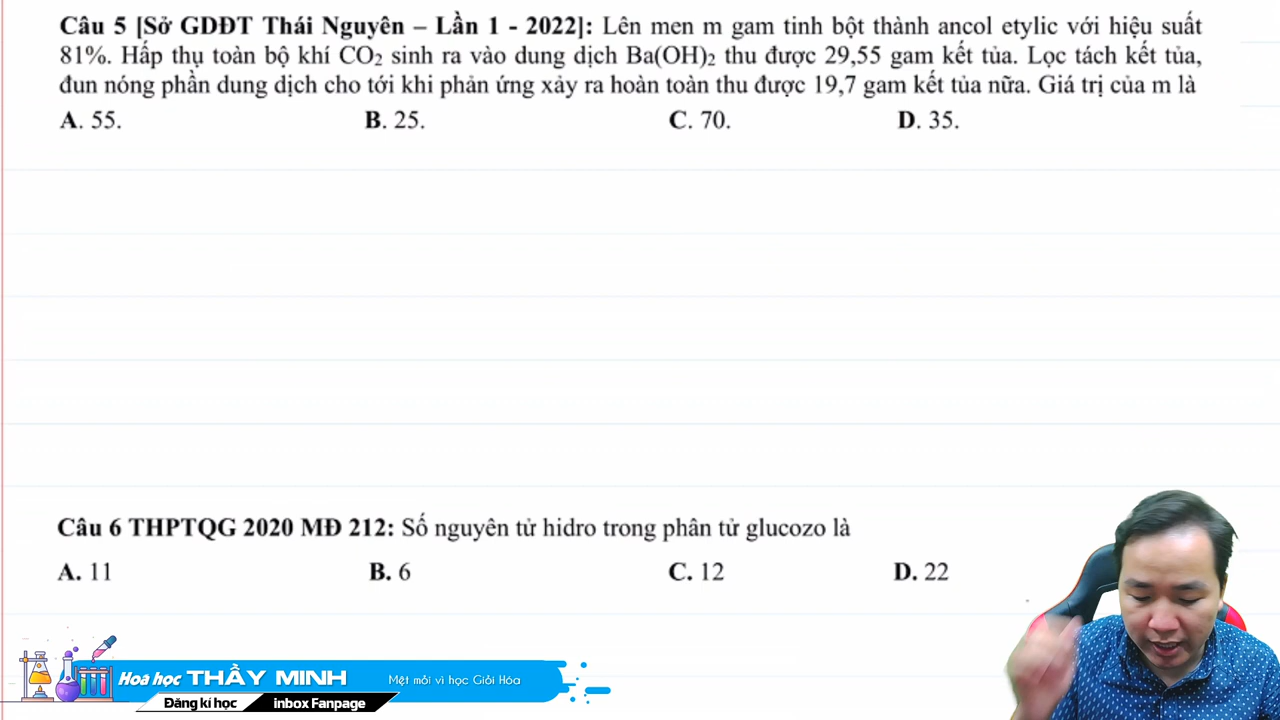 Câu 5 [Sở GDĐT Thái Nguyên – Lần 1 - 2022]: Lên men m gam tinh bột thành ancol etylic với hiệu suất
81%. Hấp thụ toàn bộ khí CO₂ sinh ra vào dung dịch Ba(OH)₂ thu được 29,55 gam kết tủa. Lọc tách kết tủa,
đun nóng phần dung dịch cho tới khi phản ứng xảy ra hoàn toàn thu được 19,7 gam kết tủa nữa. Giá trị của m là
A. 55. B. 25. C. 70. D. 35.
Câu 6 THPTQG 2020 MĐ 212: Số nguyên tử hidro trong phân tử glucozo là
A. 11 B. 6 C. 12 D. 22
Hoá học THẦY MINH Mệt mỏi vì học Giỏi Hóa
Đăng kí học inbox Fanpage